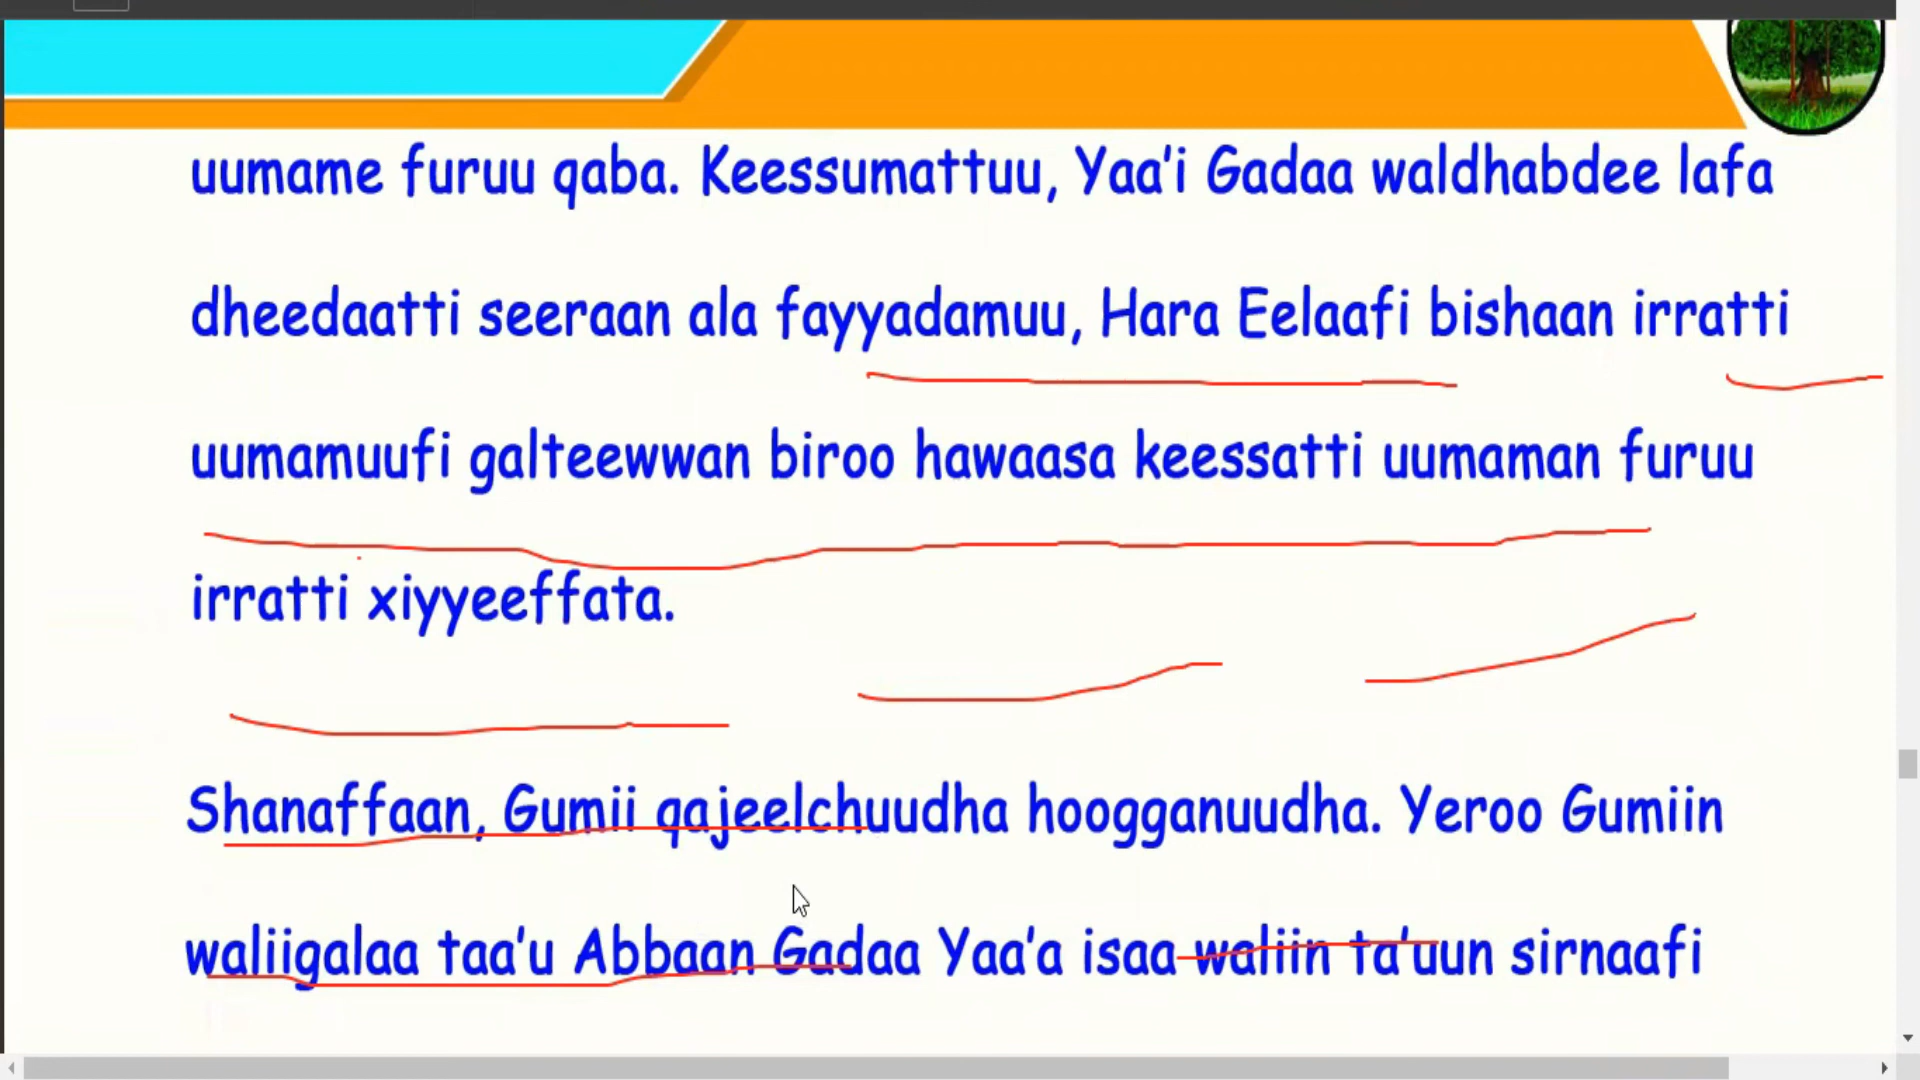 uumame furuu qaba. Keessumattuu, Yaa'i Gadaa waldhabdee lafa
dheedaatti seeraan ala fayyadamuu, Hara Eelaafi bishaan irratti
uumamuufi galteewwan biroo hawaasa keessatti uumaman furuu
irratti xiyyeeffata.
Shanaffaan, Gumii qajeelchuudha hoogganuudha. Yeroo Gumiin
waliigalaa taa'u Abbaan Gadaa Yaa'a isaa waliin ta'uun sirnaafi